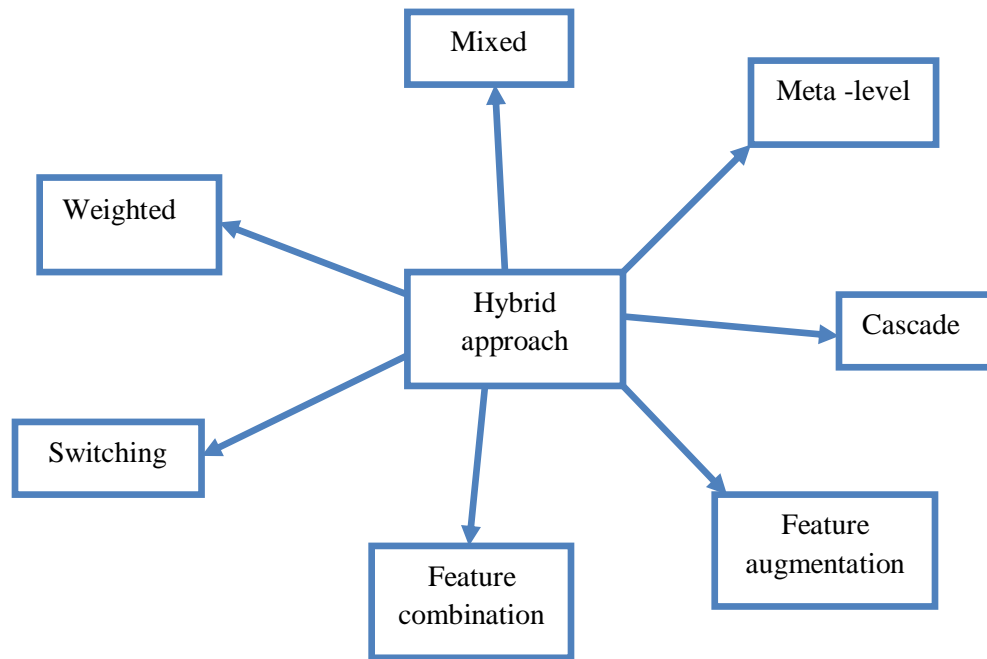 Mixed
Meta -level
Weighted
Hybrid
approach
Cascade
Switching
Feature
augmentation
Feature
combination